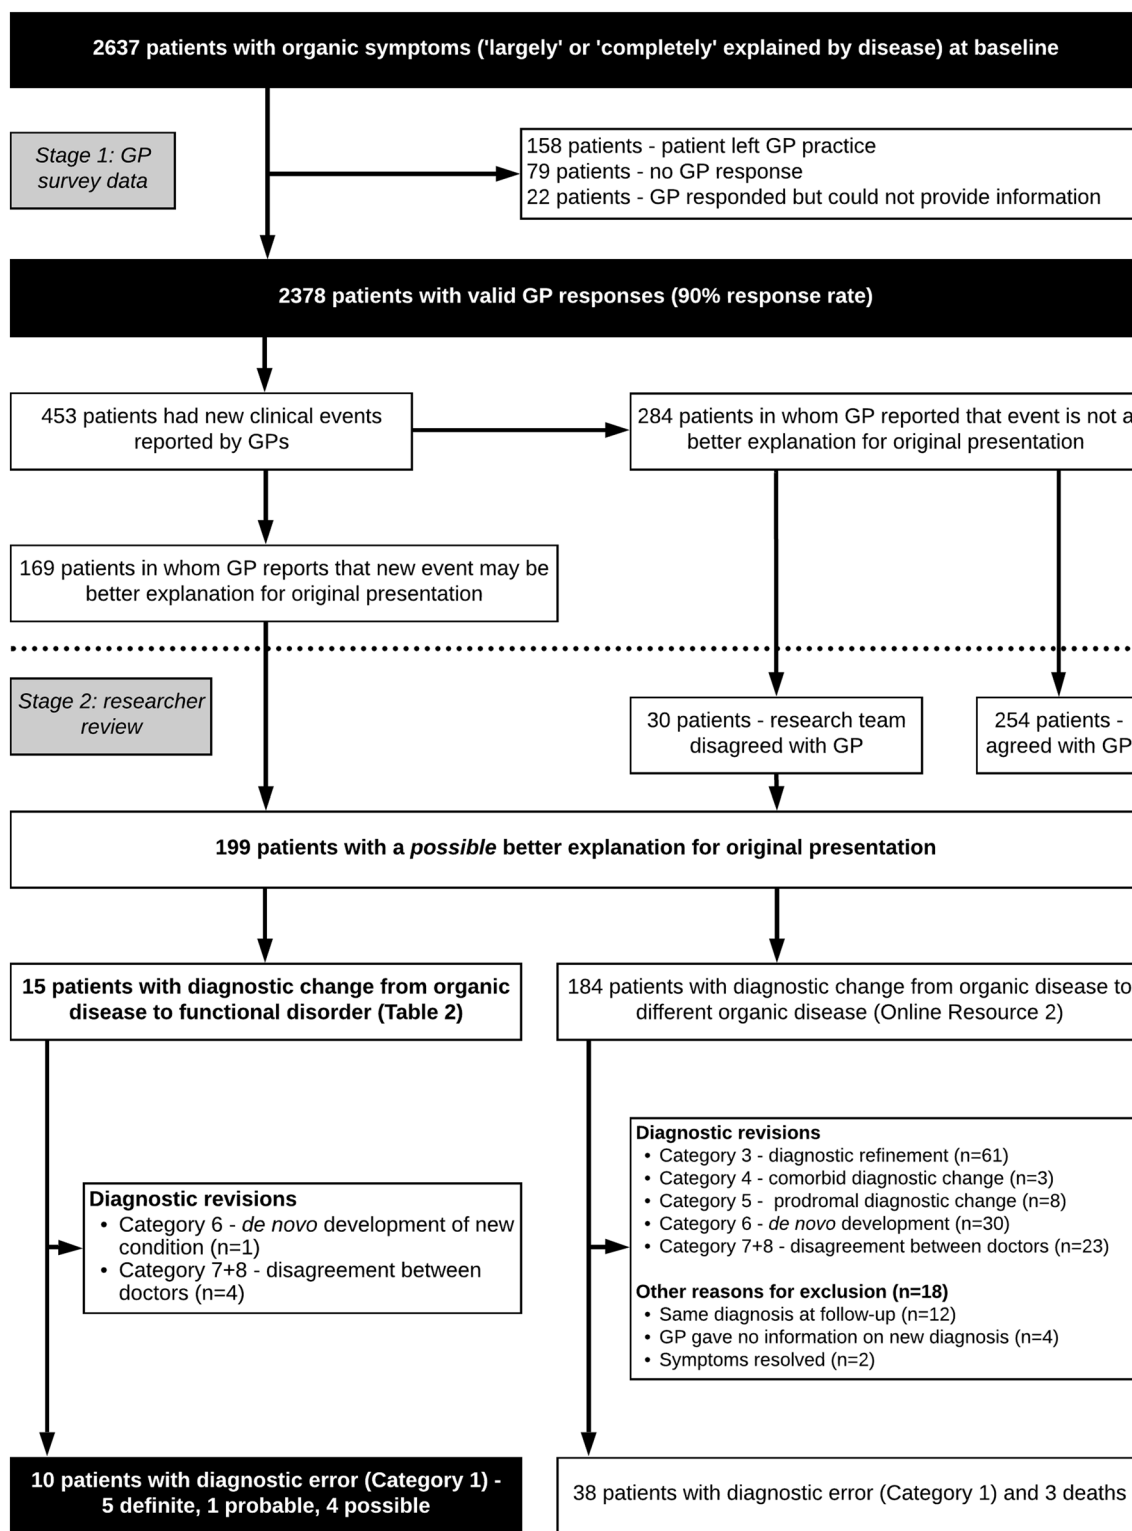 2637 patients with organic symptoms ('largely' or 'completely' explained by disease) at baseline
Stage 1: GP
survey data
158 patients - patient left GP practice
79 patients - no GP response
22 patients - GP responded but could not provide information
2378 patients with valid GP responses (90% response rate)
453 patients had new clinical events
reported by GPs
284 patients in whom GP reported that event is not a
better explanation for original presentation
169 patients in whom GP reports that new event may be
better explanation for original presentation
Stage 2: researcher
review
30 patients - research team
disagreed with GP
254 patients -
agreed with GP
199 patients with a possible better explanation for original presentation
15 patients with diagnostic change from organic
disease to functional disorder (Table 2)
184 patients with diagnostic change from organic disease to
different organic disease (Online Resource 2)
Diagnostic revisions
• Category 6 - de novo development of new
condition (n=1)
• Category 7+8 - disagreement between
doctors (n=4)
Diagnostic revisions
• Category 3 - diagnostic refinement (n=61)
• Category 4 - comorbid diagnostic change (n=3)
• Category 5 - prodromal diagnostic change (n=8)
• Category 6 - de novo development (n=30)
• Category 7+8 - disagreement between doctors (n=23)
Other reasons for exclusion (n=18)
• Same diagnosis at follow-up (n=12)
• GP gave no information on new diagnosis (n=4)
• Symptoms resolved (n=2)
10 patients with diagnostic error (Category 1) -
5 definite, 1 probable, 4 possible
38 patients with diagnostic error (Category 1) and 3 deaths